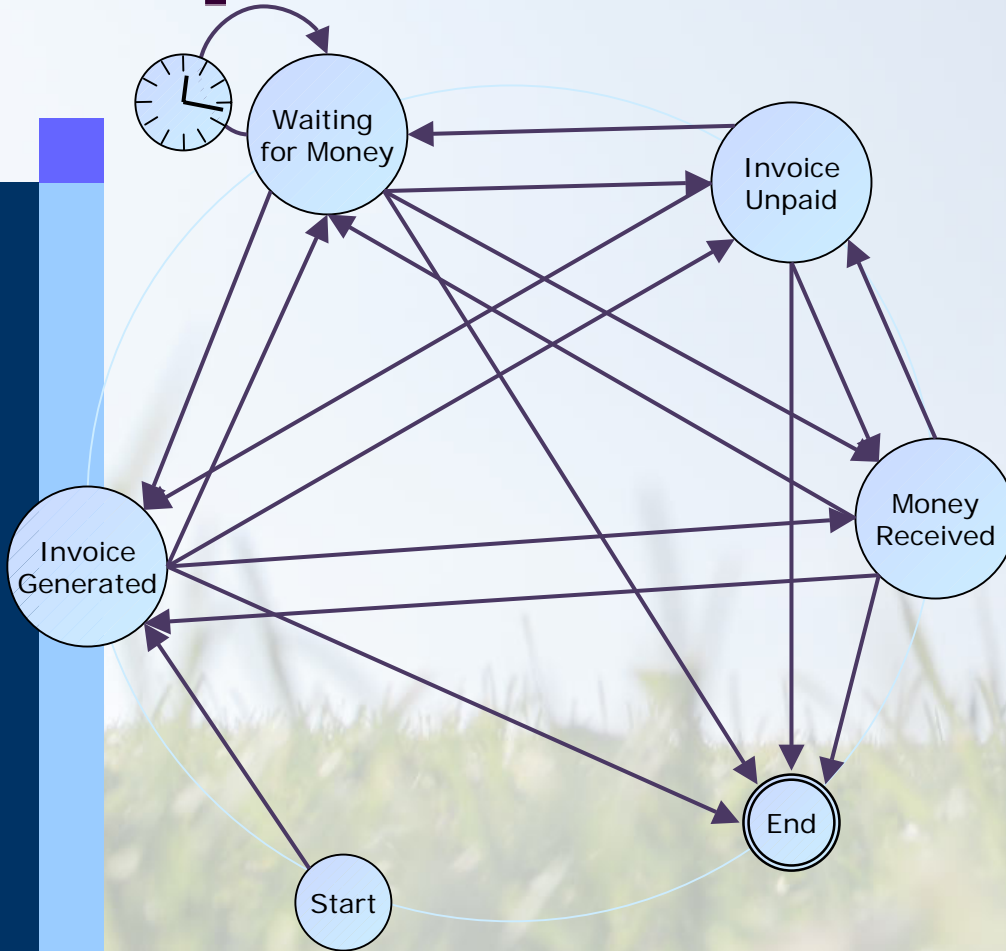 Waiting
for Money
Invoice
Unpaid
Money
Received
Invoice
Generated
End
Start